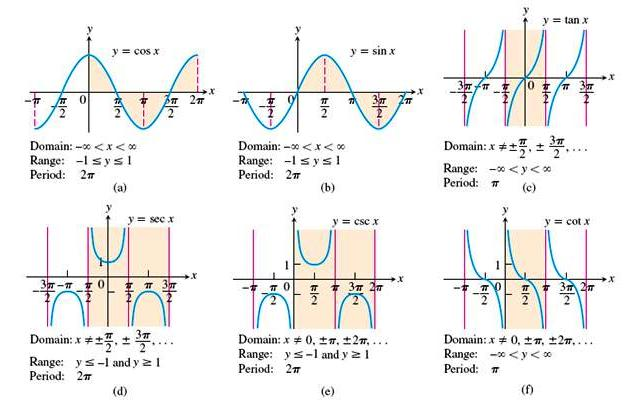 y
y = cos x
x
-π -π/2 0 π/2 π 3π/2 2π
Domain: -∞ < x < ∞
Range: -1 ≤ y ≤ 1
Period: 2π
(a)
y
y = sin x
x
-π -π/2 0 π/2 π 3π/2 2π
Domain: -∞ < x < ∞
Range: -1 ≤ y ≤ 1
Period: 2π
(b)
y
y = tan x
x
-3π/2 -π -π/2 0 π/2 π 3π/2
Domain: x ≠ ±π/2, ± 3π/2, . . .
Range: -∞ < y < ∞
Period: π
(c)
y
y = sec x
1
x
-3π/2 -π -π/2 0 π/2 π 3π/2
Domain: x ≠ ±π/2, ± 3π/2, . . .
Range: y ≤ -1 and y ≥ 1
Period: 2π
(d)
y
y = csc x
1
x
-π -π/2 0 π/2 π 3π/2 2π
Domain: x ≠ 0, ±π, ±2π, . . .
Range: y ≤ -1 and y ≥ 1
Period: 2π
(e)
y
y = cot x
1
x
-π -π/2 0 π/2 π 3π/2 2π
Domain: x ≠ 0, ±π, ±2π, . . .
Range: -∞ < y < ∞
Period: π
(f)